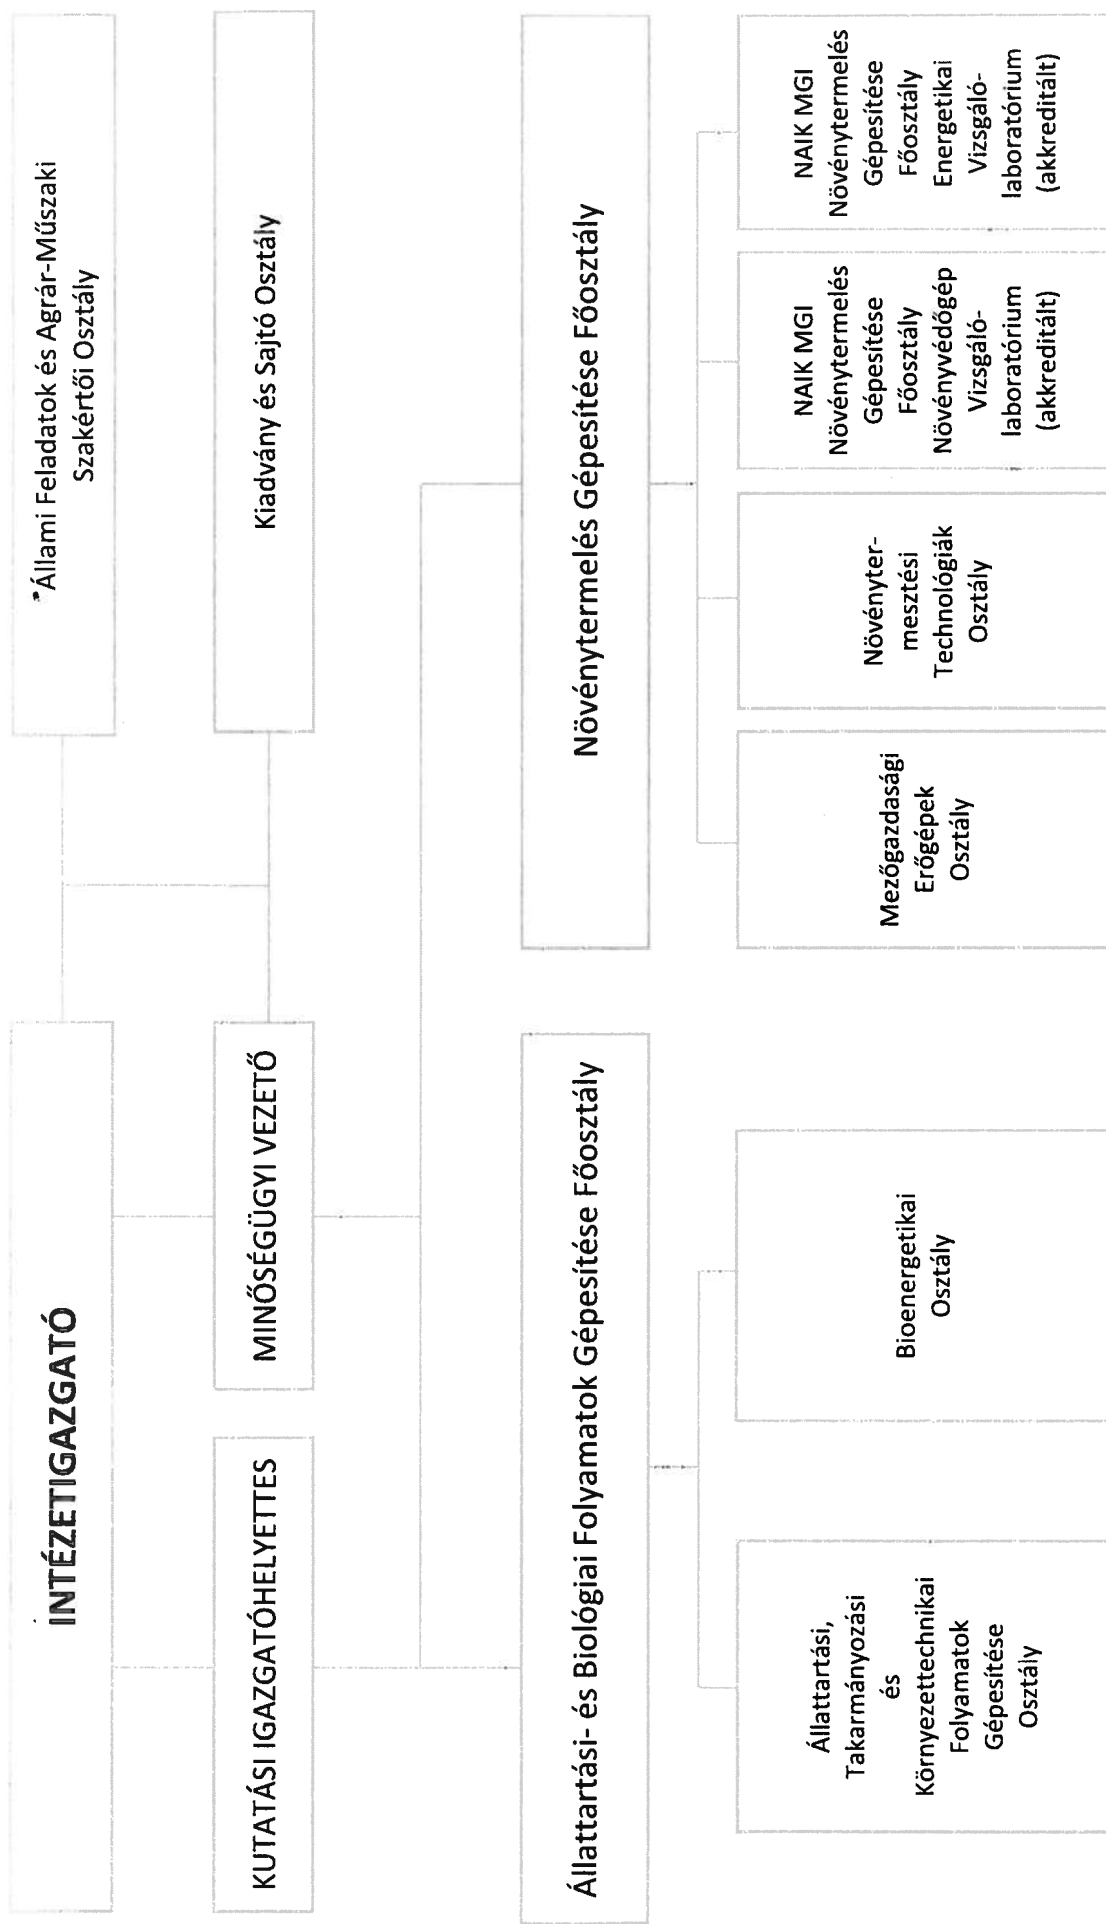 INTÉZETIGAZGATÓ
Állami Feladatok és Agrár-Műszaki
Szakértői Osztály
KUTATÁSI IGAZGATÓHELYETTES
MINŐSÉGÜGYI VEZETŐ
Kiadvány és Sajtó Osztály
Állattartási- és Biológiai Folyamatok Gépesítése Főosztály
Növénytermelés Gépesítése Főosztály
Állattartási,
Takarmányozási
és
Környezettechnikai
Folyamatok
Gépesítése
Osztály
Bioenergetikai
Osztály
Mezőgazdasági
Erőgépek
Osztály
Növényter-
mesztési
Technológiák
Osztály
NAIK MGI
Növénytermelés
Gépesítése
Főosztály
Növényvédőgép
Vizsgáló-
laboratórium
(akkreditált)
NAIK MGI
Növénytermelés
Gépesítése
Főosztály
Energetikai
Vizsgáló-
laboratórium
(akkreditált)